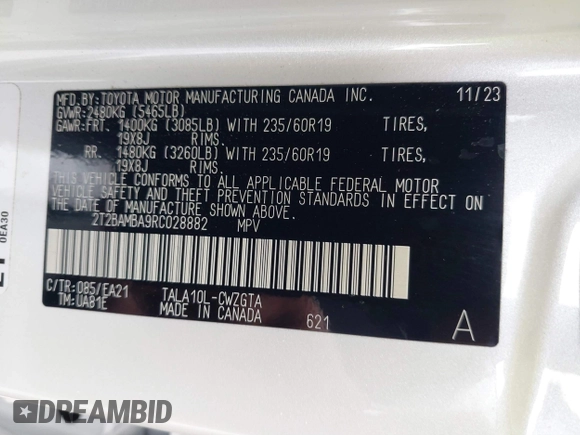 MFD.BY:TOYOTA MOTOR MANUFACTURING CANADA INC. 11/23
GVWR:2480KG (5465LB)
GAWR:FRT. 1400KG (3085LB) WITH 235/60R19 TIRES,
19X8J RIMS.
RR. 1480KG (3260LB) WITH 235/60R19 TIRES,
19X8J RIMS.
THIS VEHICLE CONFORMS TO ALL APPLICABLE FEDERAL MOTOR
VEHICLE SAFETY AND THEFT PREVENTION STANDARDS IN EFFECT ON
THE DATE OF MANUFACTURE SHOWN ABOVE.
2T2BAMBA9RC028882 MPV
C/TR:085/EA21 TALA10L-CWZGTA
TM:UA81E MADE IN CANADA 621
A
0EA30
DREAMBID